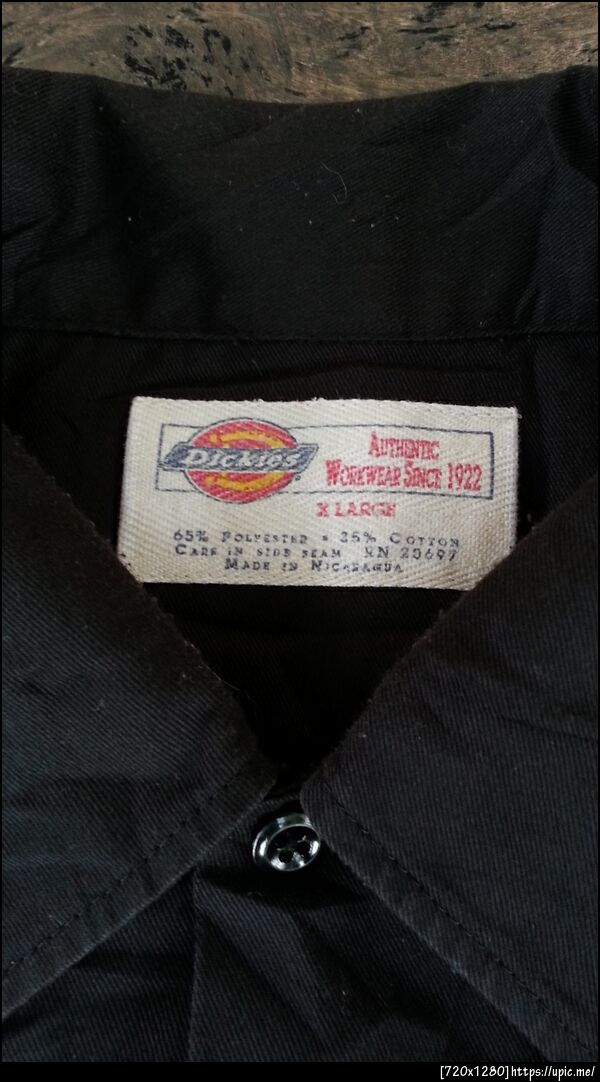 Dickies
Authentic
Workwear Since 1922
X Large
65% Polyester • 35% Cotton
Care in side seam RN 20697
Made in Nicaragua
[720x1280]https://upic.me/